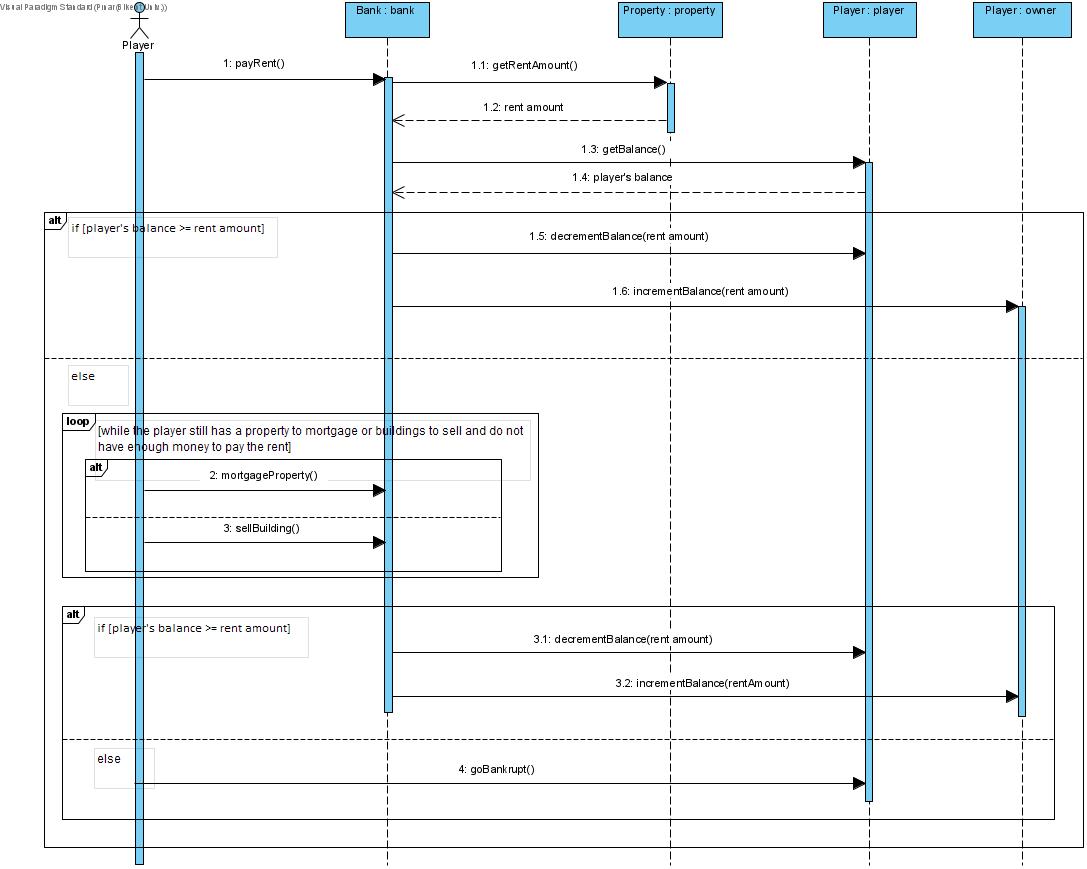 Visual Paradigm Standard (Pınar(Bilkent Univ.))
Bank : bank
Property : property
Player : player
Player : owner
Player
1: payRent()
1.1: getRentAmount()
1.2: rent amount
1.3: getBalance()
1.4: player's balance
alt
if [player's balance >= rent amount]
1.5: decrementBalance(rent amount)
1.6: incrementBalance(rent amount)
else
loop
[while the player still has a property to mortgage or buildings to sell and do not
have enough money to pay the rent]
alt
2: mortgageProperty()
3: sellBuilding()
alt
if [player's balance >= rent amount]
3.1: decrementBalance(rent amount)
3.2: incrementBalance(rentAmount)
else
4: goBankrupt()